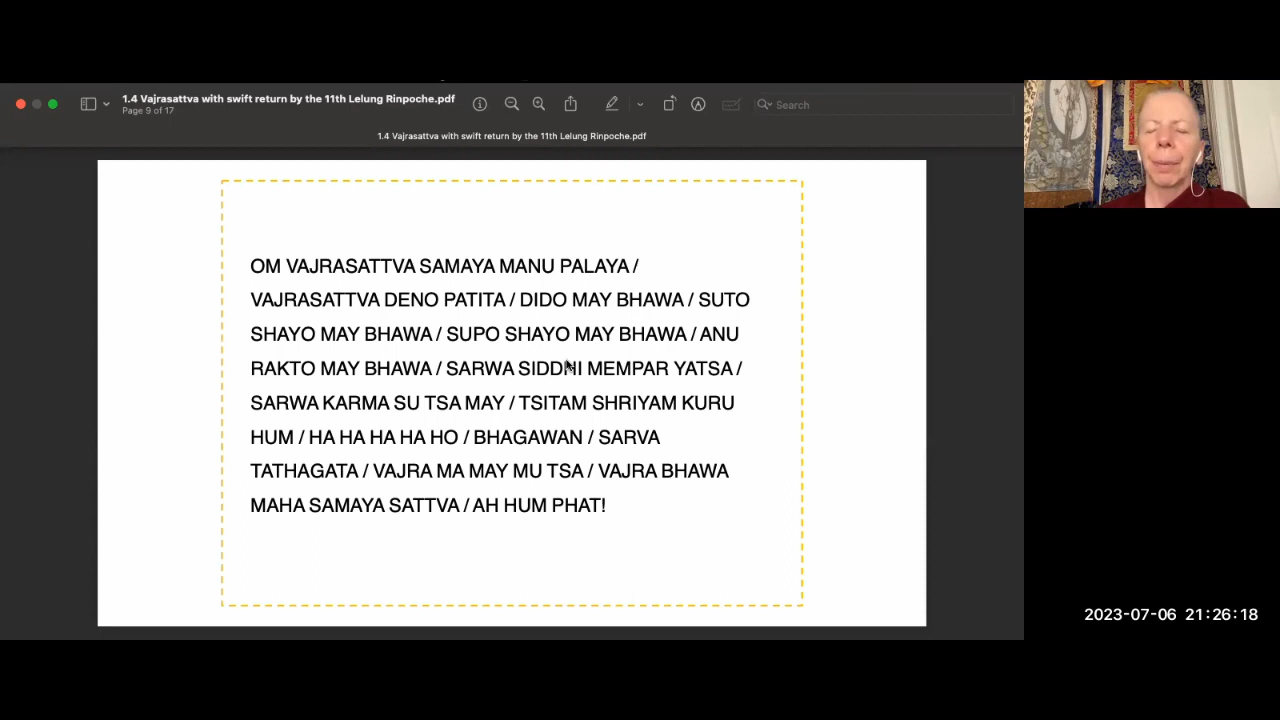 1.4 Vajrasattva with swift return by the 11th Lelung Rinpoche.pdf
Page 9 of 17
Search
1.4 Vajrasattva with swift return by the 11th Lelung Rinpoche.pdf
OM VAJRASATTVA SAMAYA MANU PALAYA /
VAJRASATTVA DENO PATITA / DIDO MAY BHAWA / SUTO
SHAYO MAY BHAWA / SUPO SHAYO MAY BHAWA / ANU
RAKTO MAY BHAWA / SARWA SIDDHI MEMPAR YATSA /
SARWA KARMA SU TSA MAY / TSITAM SHRIYAM KURU
HUM / HA HA HA HA HO / BHAGAWAN / SARVA
TATHAGATA / VAJRA MA MAY MU TSA / VAJRA BHAWA
MAHA SAMAYA SATTVA / AH HUM PHAT!
2023-07-06 21:26:18